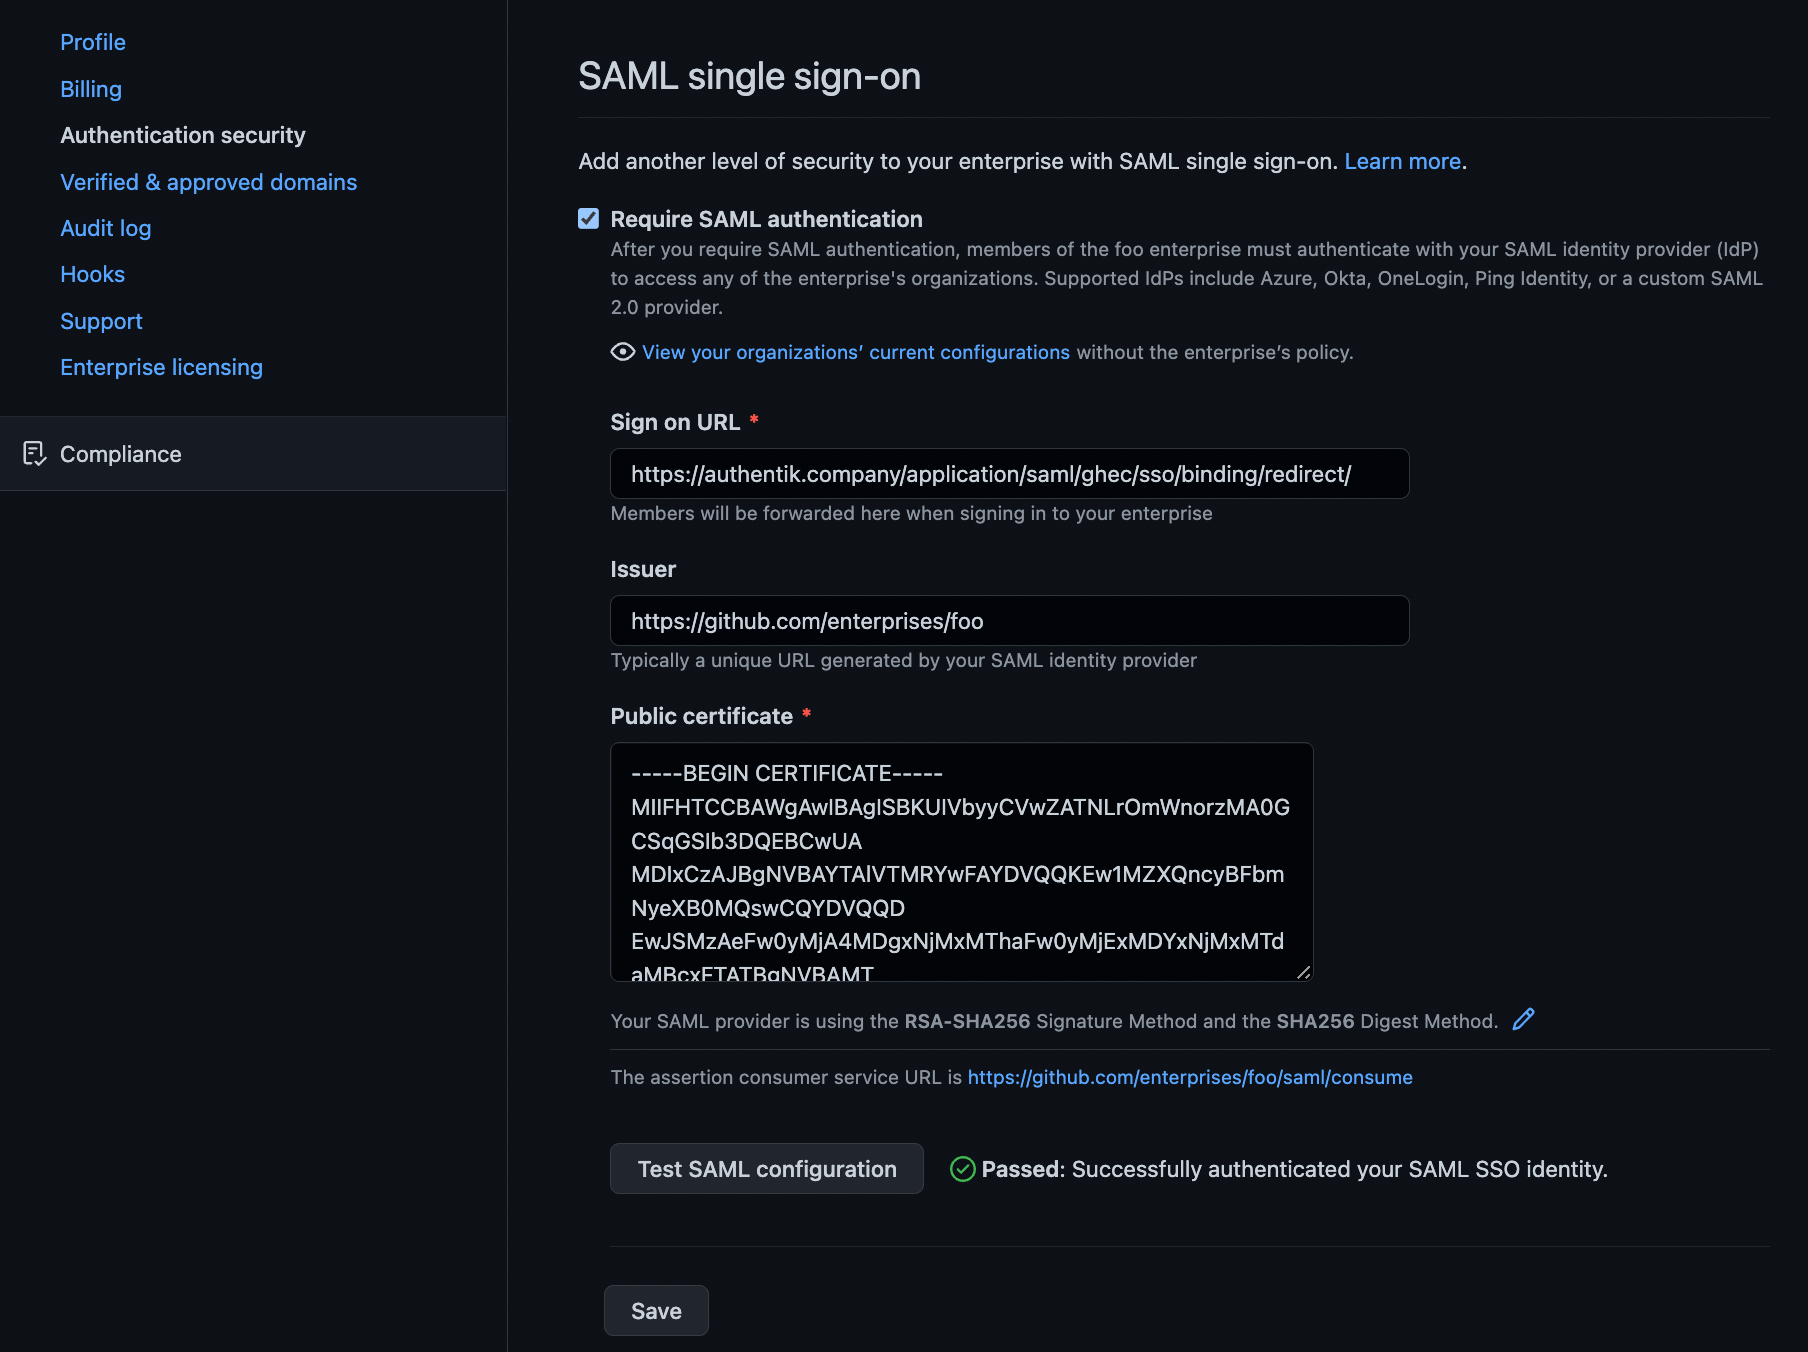 Profile
Billing
Authentication security
Verified & approved domains
Audit log
Hooks
Support
Enterprise licensing
Compliance
SAML single sign-on
Add another level of security to your enterprise with SAML single sign-on. Learn more.
Require SAML authentication
After you require SAML authentication, members of the foo enterprise must authenticate with your SAML identity provider (IdP)
to access any of the enterprise's organizations. Supported IdPs include Azure, Okta, OneLogin, Ping Identity, or a custom SAML
2.0 provider.
View your organizations’ current configurations without the enterprise’s policy.
Sign on URL *
https://authentik.company/application/saml/ghec/sso/binding/redirect/
Members will be forwarded here when signing in to your enterprise
Issuer
https://github.com/enterprises/foo
Typically a unique URL generated by your SAML identity provider
Public certificate *
-----BEGIN CERTIFICATE-----
MIIFHTCCBAWgAwIBAgISBKUIVbyyCVwZATNLrOmWnorzMA0G
CSqGSIb3DQEBCwUA
MDIxCzAJBgNVBAYTAlVTMRYwFAYDVQQKEw1MZXQncyBFbm
NyeXB0MQswCQYDVQQD
EwJSMzAeFw0yMjA4MDgxNjMxMThaFw0yMjExMDYxNjMxMTd
aMBcxFTATBgNVBAMT
Your SAML provider is using the RSA-SHA256 Signature Method and the SHA256 Digest Method.
The assertion consumer service URL is https://github.com/enterprises/foo/saml/consume
Test SAML configuration
Passed: Successfully authenticated your SAML SSO identity.
Save